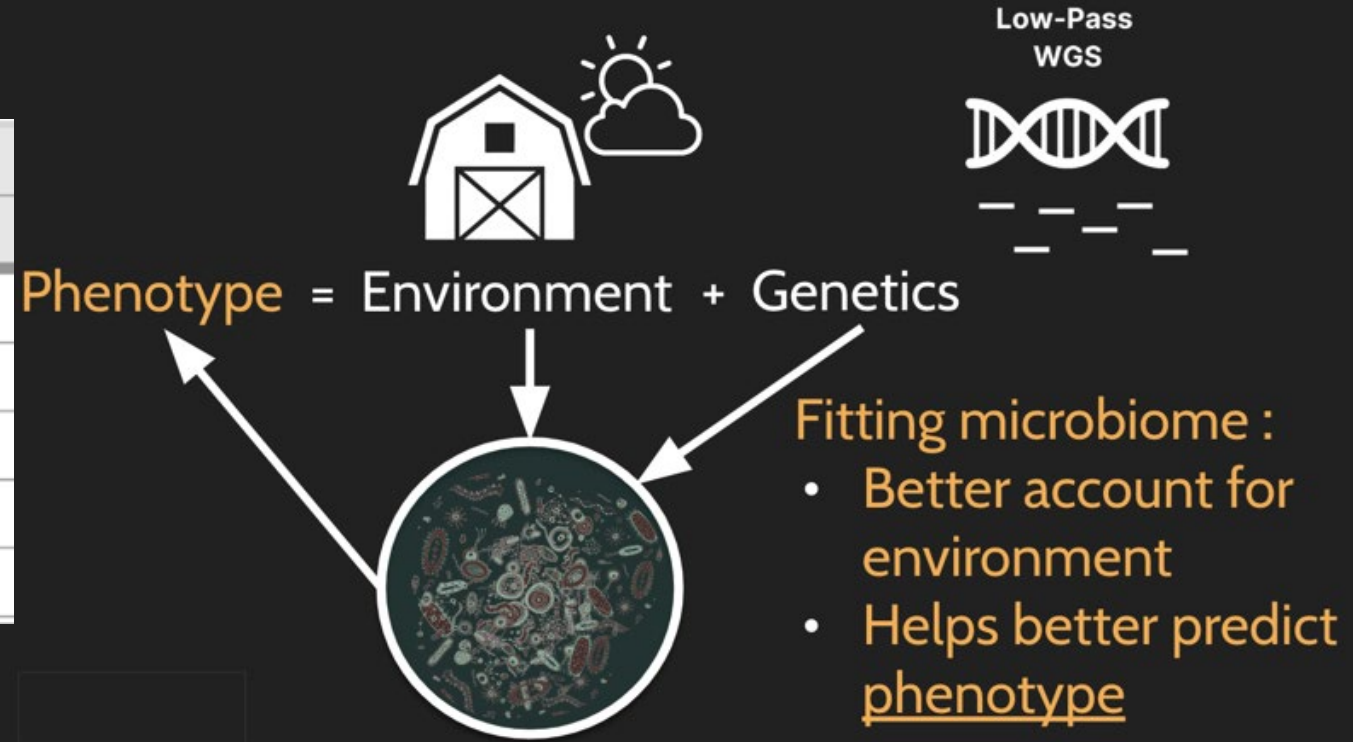 Low-Pass
WGS
Phenotype = Environment + Genetics
Fitting microbiome :
• Better account for
environment
• Helps better predict
phenotype